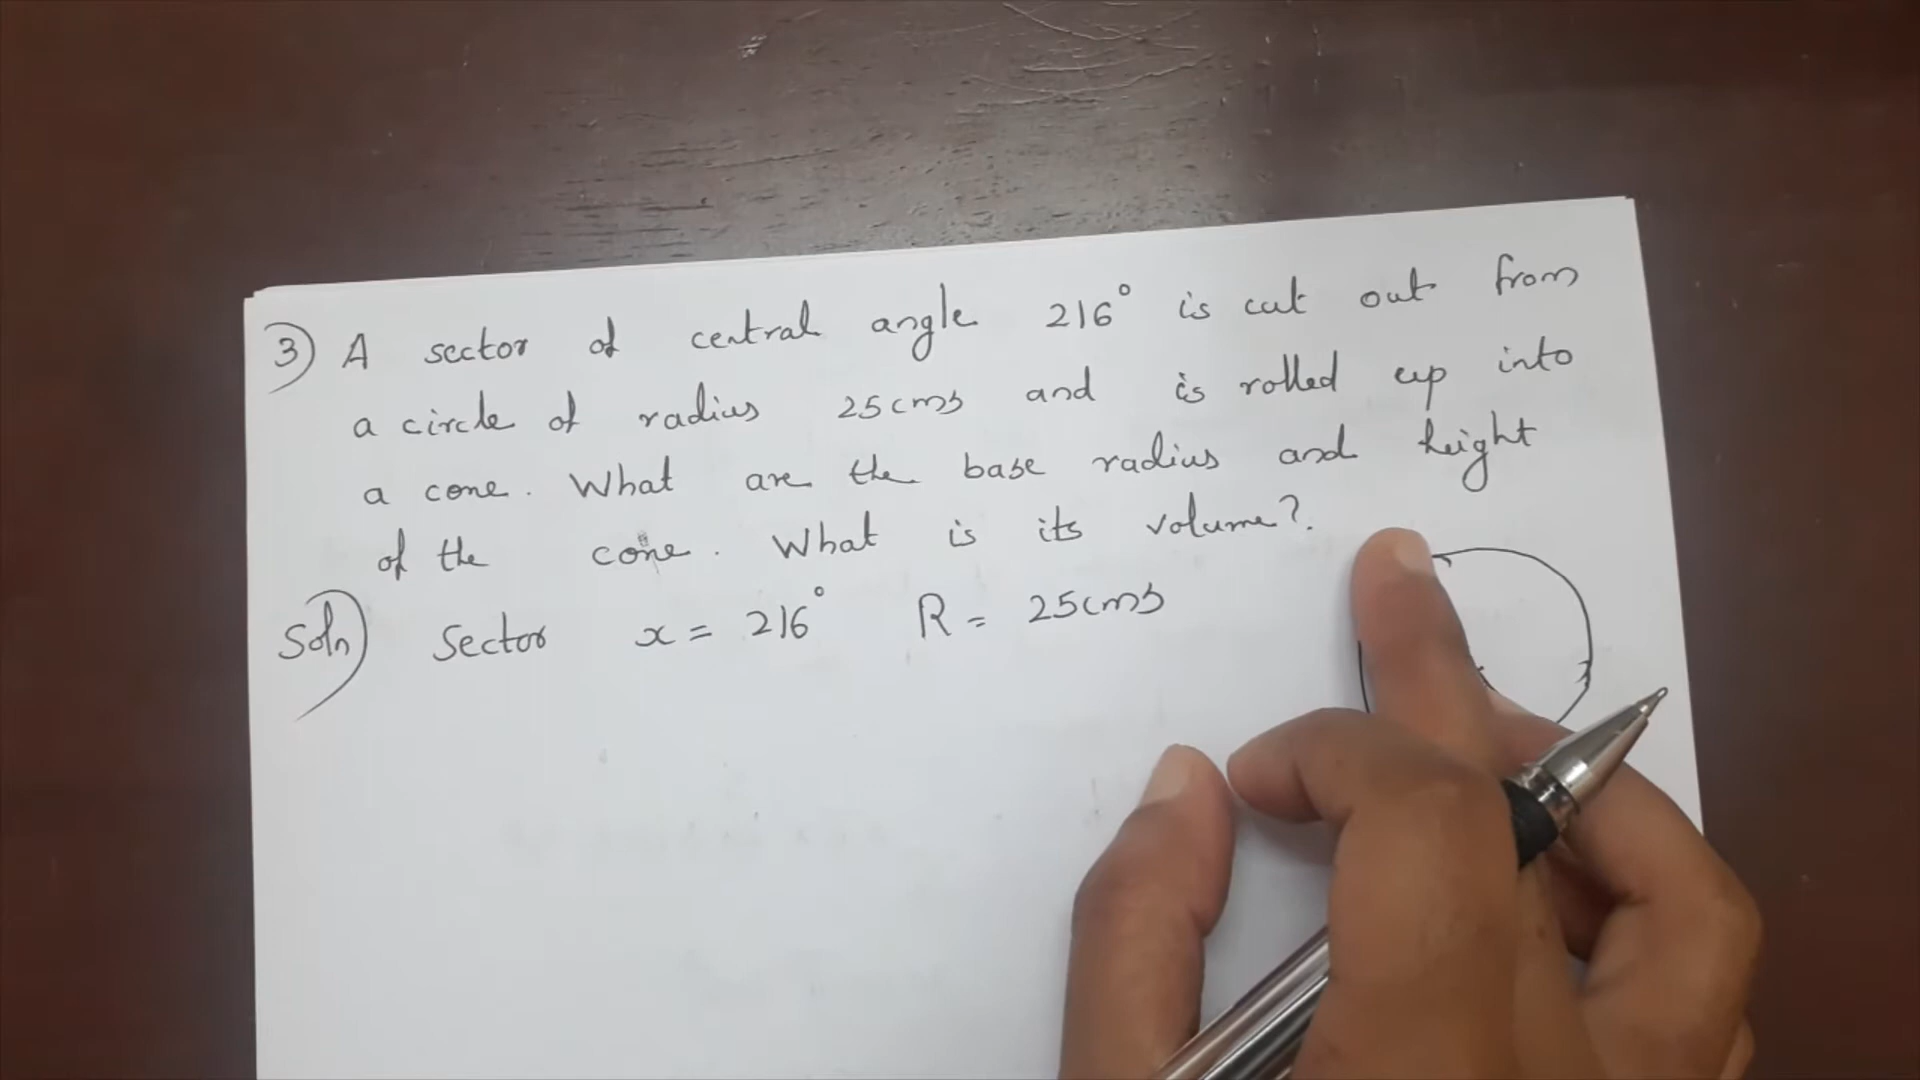 3) A sector of central angle 216° is cut out from
a circle of radius 25cms and is rolled up into
a cone. What are the base radius and height
of the cone. What is its volume?.
Soln) Sector x = 216° R = 25cms